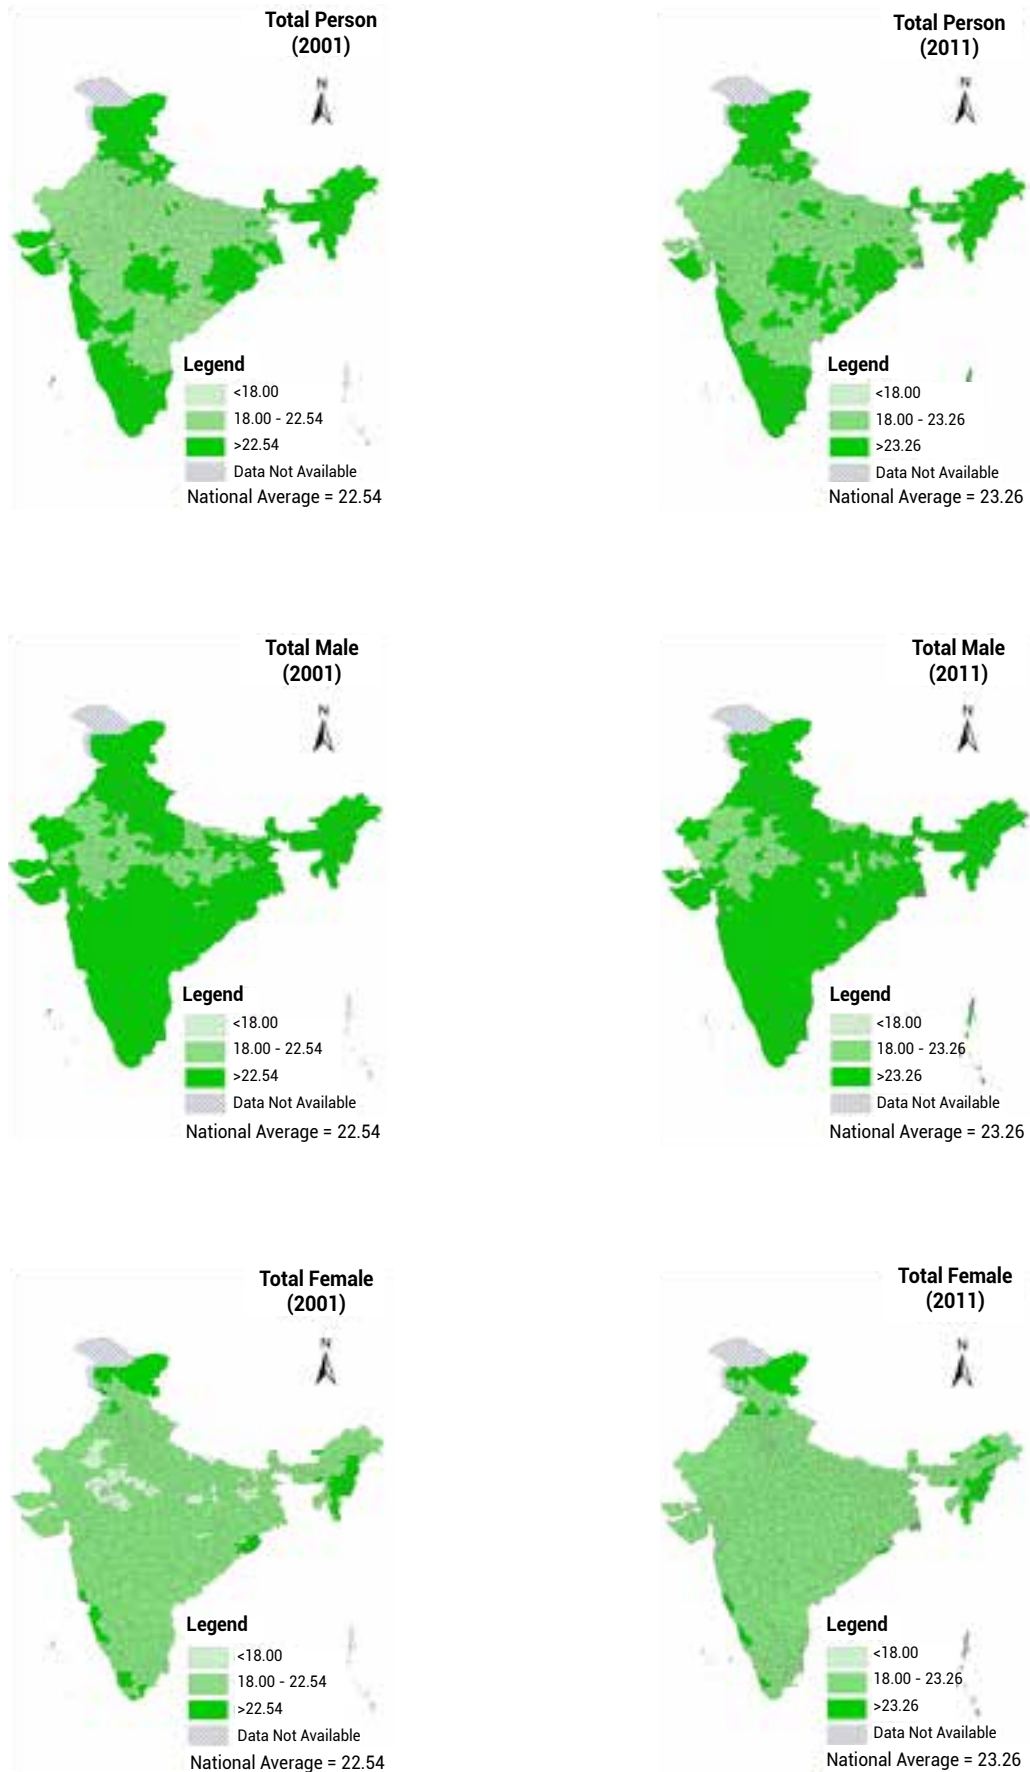 Total Person
(2001)
N
Legend
<18.00
18.00 - 22.54
>22.54
Data Not Available
National Average = 22.54
Total Person
(2011)
N
Legend
<18.00
18.00 - 23.26
>23.26
Data Not Available
National Average = 23.26
Total Male
(2001)
N
Legend
<18.00
18.00 - 22.54
>22.54
Data Not Available
National Average = 22.54
Total Male
(2011)
N
Legend
<18.00
18.00 - 23.26
>23.26
Data Not Available
National Average = 23.26
Total Female
(2001)
N
Legend
<18.00
18.00 - 22.54
>22.54
Data Not Available
National Average = 22.54
Total Female
(2011)
N
Legend
<18.00
18.00 - 23.26
>23.26
Data Not Available
National Average = 23.26